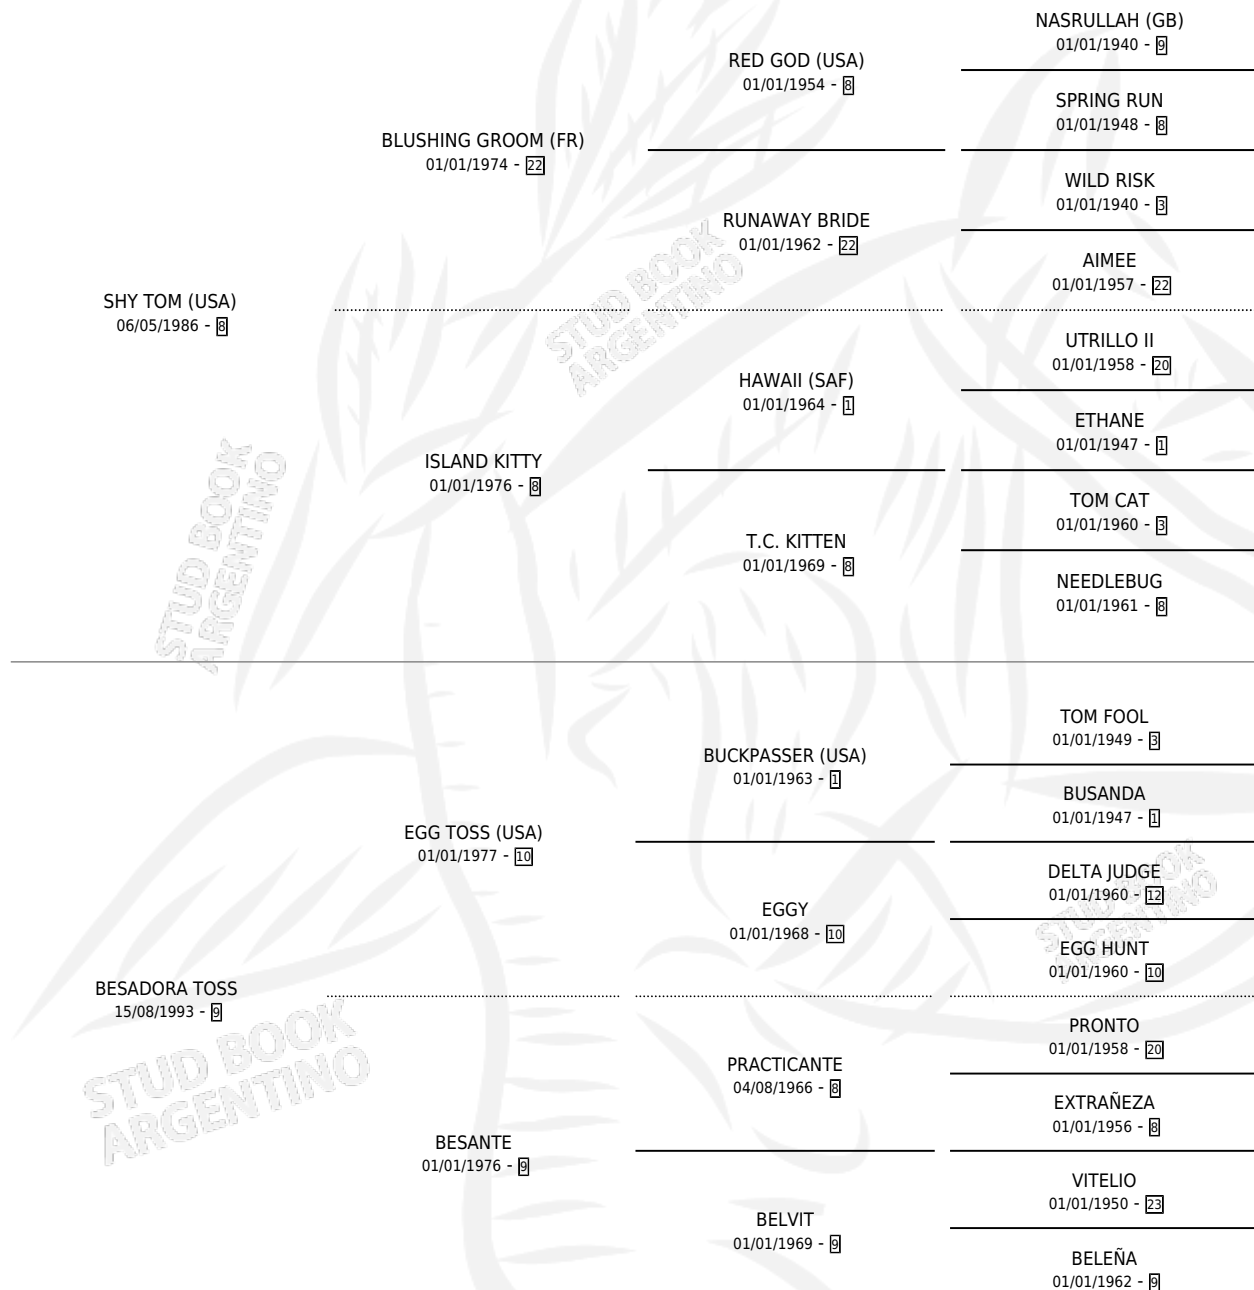 NASRULLAH (GB)
01/01/1940 - 9
RED GOD (USA)
01/01/1954 - 8
SPRING RUN
01/01/1948 - 8
BLUSHING GROOM (FR)
01/01/1974 - 22
WILD RISK
01/01/1940 - 3
RUNAWAY BRIDE
01/01/1962 - 22
AIMEE
01/01/1957 - 22
SHY TOM (USA)
06/05/1986 - 8
STUD BOOK
ARGENTINO
UTRILLO II
01/01/1958 - 20
HAWAII (SAF)
01/01/1964 - 1
ETHANE
01/01/1947 - 1
ISLAND KITTY
01/01/1976 - 8
TOM CAT
01/01/1960 - 3
T.C. KITTEN
01/01/1969 - 8
NEEDLEBUG
01/01/1961 - 8
STUD BOOK
ARGENTINO
TOM FOOL
01/01/1949 - 3
BUCKPASSER (USA)
01/01/1963 - 1
BUSANDA
01/01/1947 - 1
EGG TOSS (USA)
01/01/1977 - 10
DELTA JUDGE
01/01/1960 - 12
EGGY
01/01/1968 - 10
STUD BOOK
ARGENTINO
EGG HUNT
01/01/1960 - 10
BESADORA TOSS
15/08/1993 - 9
STUD BOOK
ARGENTINO
PRONTO
01/01/1958 - 20
PRACTICANTE
04/08/1966 - 8
EXTRAÑEZA
01/01/1956 - 8
BESANTE
01/01/1976 - 9
VITELIO
01/01/1950 - 23
BELVIT
01/01/1969 - 9
BELEÑA
01/01/1962 - 9